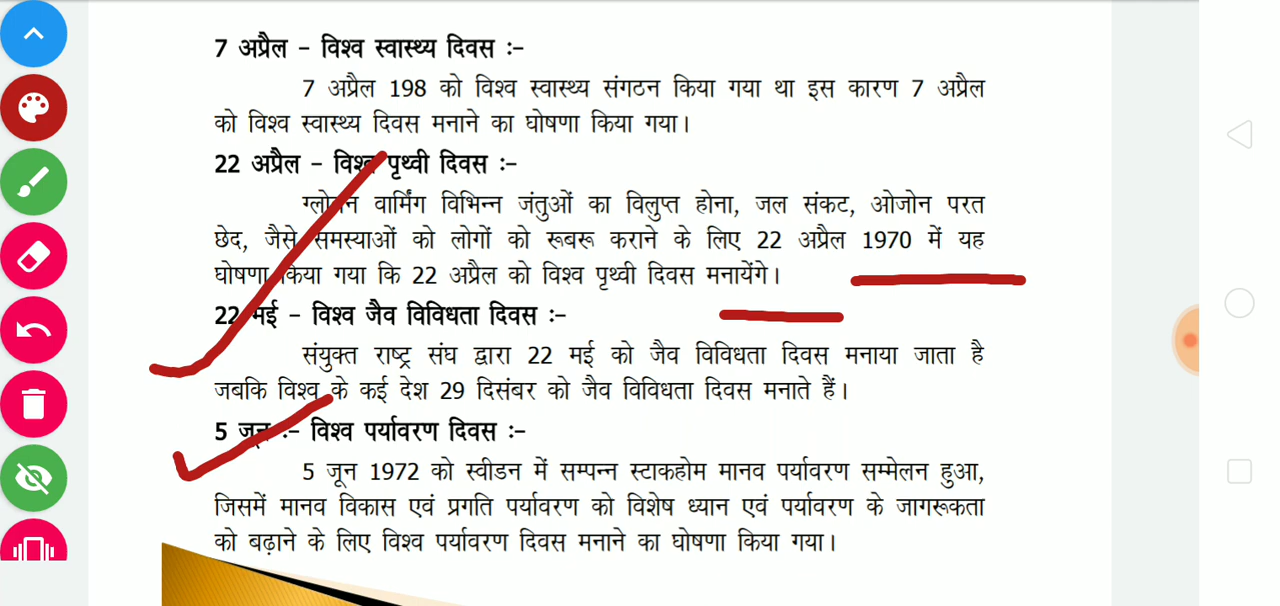 7 अप्रैल – विश्व स्वास्थ्य दिवस :–
7 अप्रैल 198 को विश्व स्वास्थ्य संगठन किया गया था इस कारण 7 अप्रैल
को विश्व स्वास्थ्य दिवस मनाने का घोषणा किया गया।
22 अप्रैल – विश्व पृथ्वी दिवस :–
वार्मिंग विभिन्न जंतुओं का विलुप्त होना, जल संकट, ओजोन परत
छेद, जैसे समस्याओं को लोगों को रूबरू कराने के लिए 22 अप्रैल 1970 में यह
घोषणा किया गया कि 22 अप्रैल को विश्व पृथ्वी दिवस मनायेंगे।
22 मई – विश्व जैव विविधता दिवस :–
संयुक्त राष्ट्र संघ द्वारा 22 मई को जैव विविधता दिवस मनाया जाता है
जबकि विश्व के कई देश 29 दिसंबर को जैव विविधता दिवस मनाते हैं।
5 जून :– विश्व पर्यावरण दिवस :–
5 जून 1972 को स्वीडन में सम्पन्न स्टाकहोम मानव पर्यावरण सम्मेलन हुआ,
जिसमें मानव विकास एवं प्रगति पर्यावरण को विशेष ध्यान एवं पर्यावरण के जागरूकता
को बढ़ाने के लिए विश्व पर्यावरण दिवस मनाने का घोषणा किया गया।